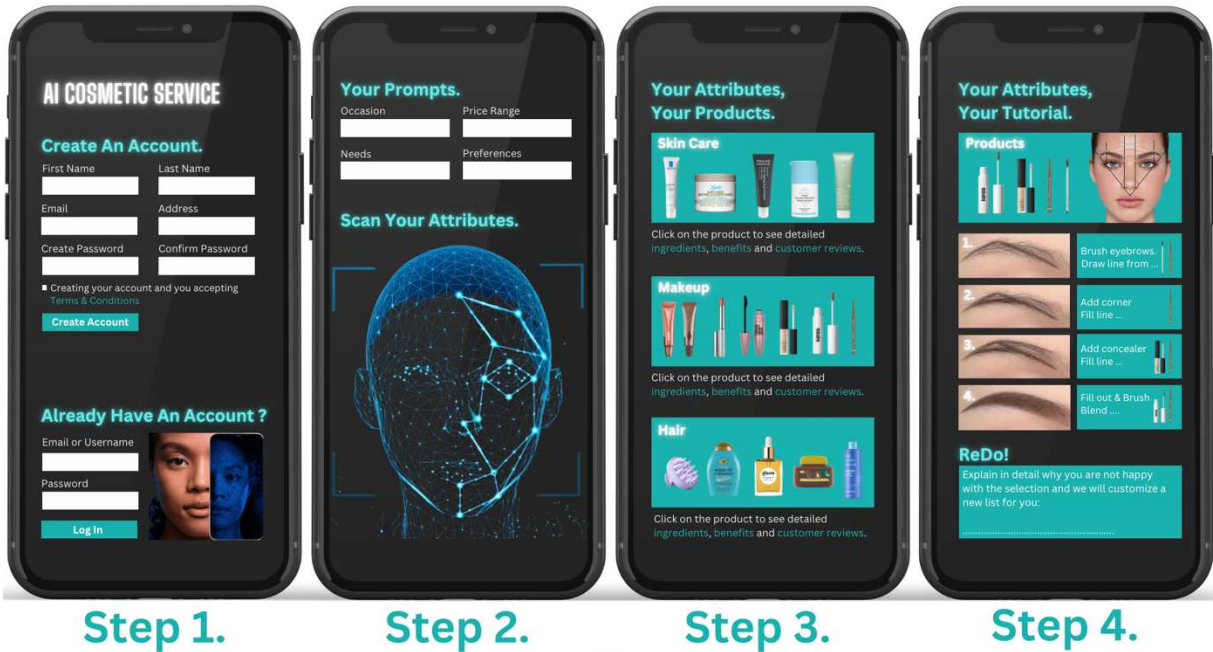 AI COSMETIC SERVICE
Create An Account.
First Name Last Name
Email Address
Create Password Confirm Password
Creating your account and you accepting
Terms & Conditions
Create Account
Already Have An Account ?
Email or Username
Password
Log In
Step 1.
Your Prompts.
Occasion Price Range
Needs Preferences
Scan Your Attributes.
Step 2.
Your Attributes,
Your Products.
Skin Care
Click on the product to see detailed
ingredients, benefits and customer reviews.
Makeup
Click on the product to see detailed
ingredients, benefits and customer reviews.
Hair
Click on the product to see detailed
ingredients, benefits and customer reviews.
Step 3.
Your Attributes,
Your Tutorial.
Products
1.
Brush eyebrows.
Draw line from ...
2.
Add corner
Fill line ...
3.
Add concealer
Fill line ...
4.
Fill out & Brush
Blend ....
ReDo!
Explain in detail why you are not happy
with the selection and we will customize a
new list for you:
Step 4.